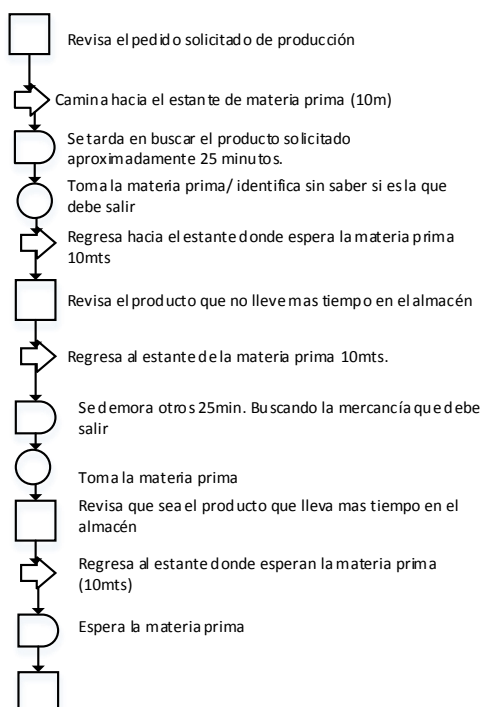 Revisa el pedido solicitado de producción
Camina hacia el estante de materia prima (10m)
Se tarda en buscar el producto solicitado
aproximadamente 25 minutos.
Toma la materia prima/ identifica sin saber si es la que
debe salir
Regresa hacia el estante donde espera la materia prima
10mts
Revisa el producto que no lleve mas tiempo en el almacén
Regresa al estante de la materia prima 10mts.
Se demora otros 25min. Buscando la mercancía que debe
salir
Toma la materia prima
Revisa que sea el producto que lleva mas tiempo en el
almacén
Regresa al estante donde esperan la materia prima
(10mts)
Espera la materia prima